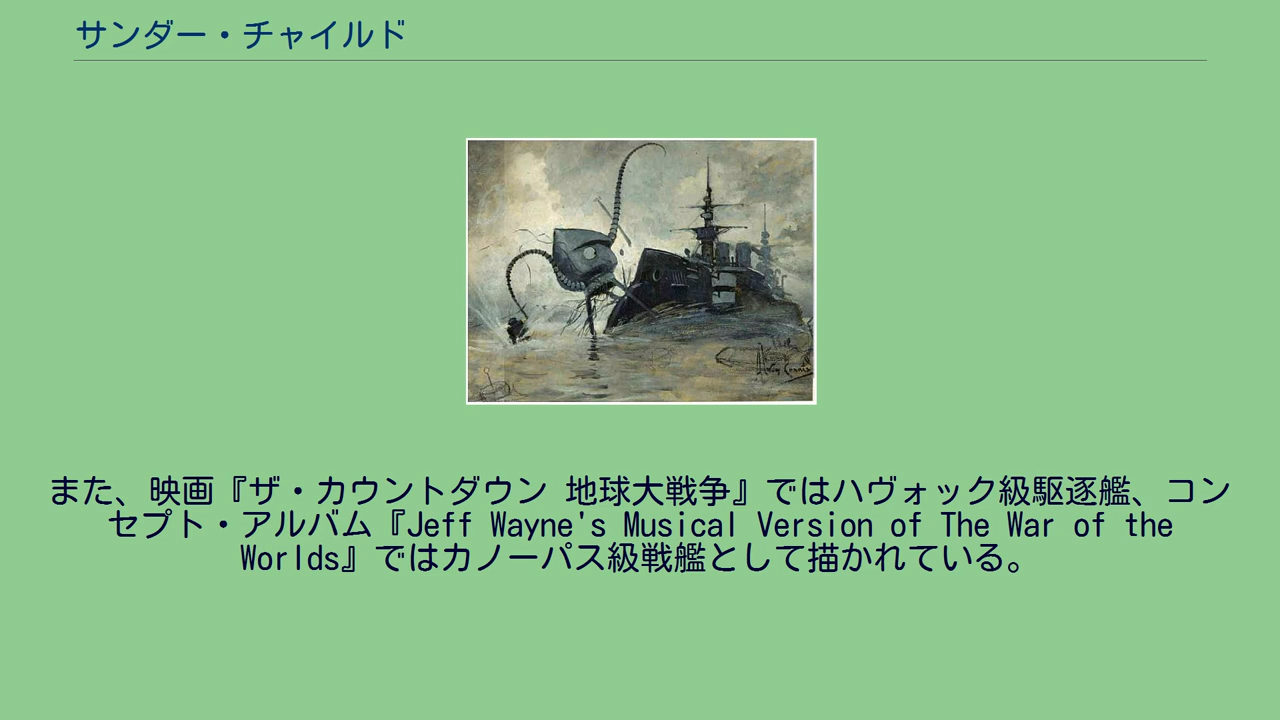 サンダー・チャイルド
また、映画『ザ・カウントダウン 地球大戦争』ではハヴォック級駆逐艦、コン
セプト・アルバム『Jeff Wayne's Musical Version of The War of the
Worlds』ではカノーパス級戦艦として描かれている。